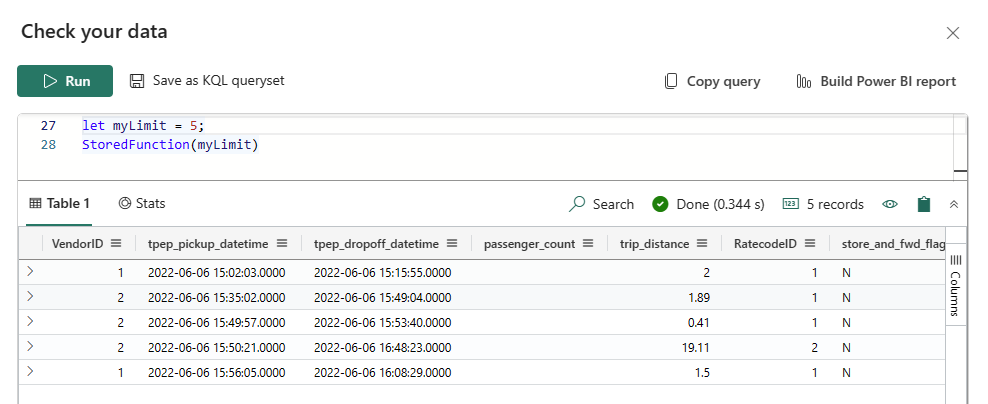 Check your data
Run Save as KQL queryset Copy query Build Power BI report
27 let myLimit = 5;
28 StoredFunction(myLimit)
Table 1 Stats Search Done (0.344 s) 123 5 records
VendorID tpep_pickup_datetime tpep_dropoff_datetime passenger_count trip_distance RatecodeID store_and_fwd_flag
1 2022-06-06 15:02:03.0000 2022-06-06 15:15:55.0000 2 1 N
2 2022-06-06 15:35:02.0000 2022-06-06 15:49:04.0000 1.89 1 N
2 2022-06-06 15:49:57.0000 2022-06-06 15:53:40.0000 0.41 1 N
2 2022-06-06 15:50:21.0000 2022-06-06 16:48:23.0000 19.11 2 N
1 2022-06-06 15:56:05.0000 2022-06-06 16:08:29.0000 1.5 1 N
Columns